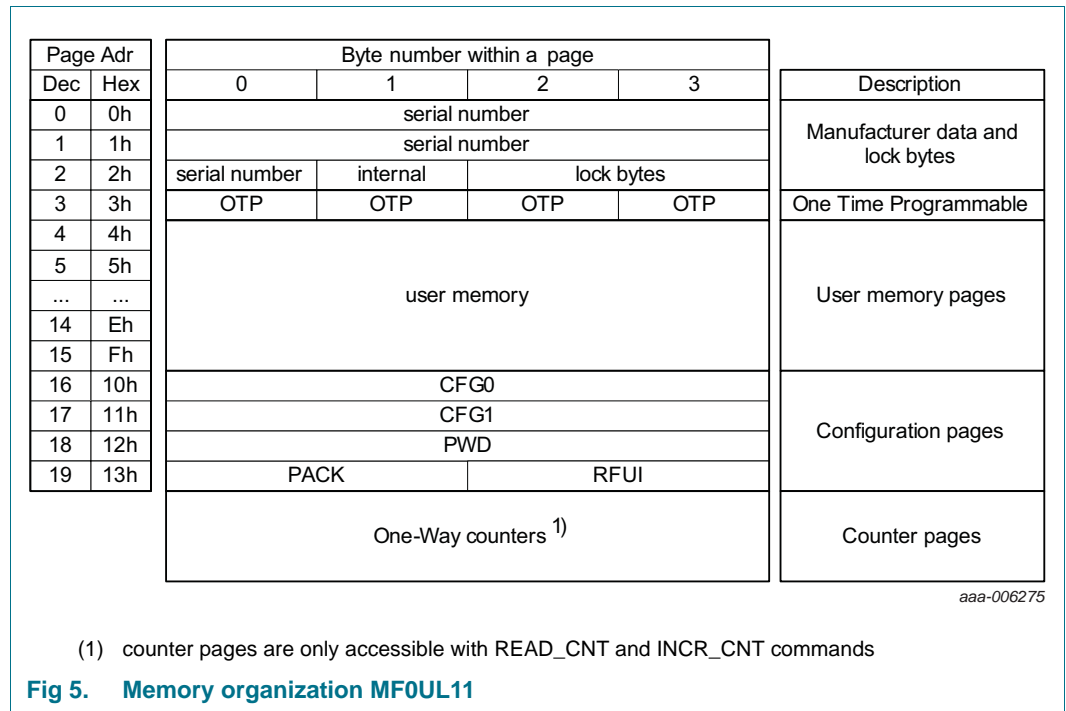 Page Adr Byte number within a page
Dec Hex 0 1 2 3 Description
0 0h serial number
1 1h serial number
Manufacturer data and
lock bytes
2 2h serial number internal lock bytes
3 3h OTP OTP OTP OTP One Time Programmable
4 4h
5 5h
... ... user memory User memory pages
14 Eh
15 Fh
16 10h CFG0
17 11h CFG1
Configuration pages
18 12h PWD
19 13h PACK RFUI
One-Way counters 1) Counter pages
aaa-006275
(1) counter pages are only accessible with READ_CNT and INCR_CNT commands
Fig 5. Memory organization MF0UL11